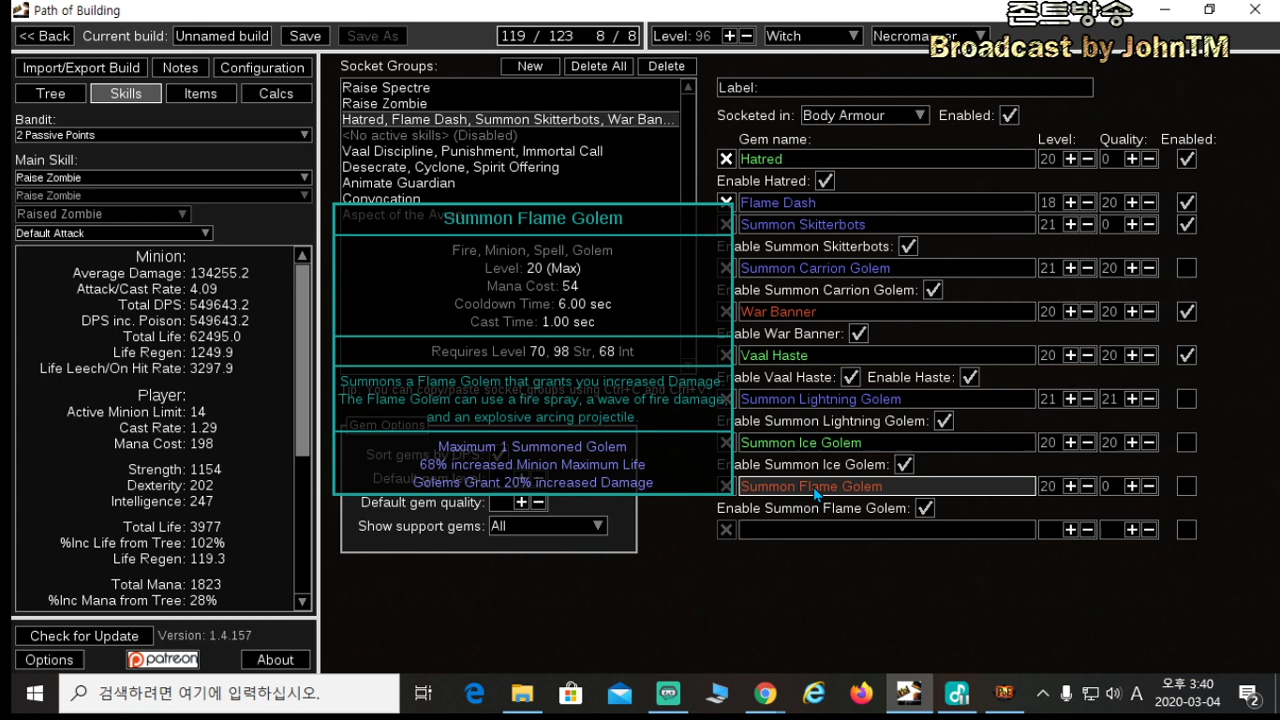 Path of Building
존트방송
Broadcast by JohnTM
<< Back
Current build:
Unnamed build
Save
Save As
119 / 123 8 / 8
Level: 96
Witch
Import/Export Build
Notes
Configuration
Tree
Skills
Items
Calcs
Bandit:
2 Passive Points
Main Skill:
Raise Zombie
Raise Zombie
Raised Zombie
Default Attack
Minion:
Average Damage: 134255.2
Attack/Cast Rate: 4.09
Total DPS: 549643.2
DPS inc. Poison: 549643.2
Total Life: 62495.0
Life Regen: 1249.9
Life Leech/On Hit Rate: 3297.9
Player:
Active Minion Limit: 14
Cast Rate: 1.29
Mana Cost: 198
Strength: 1154
Dexterity: 202
Intelligence: 247
Total Life: 3977
%Inc Life from Tree: 102%
Life Regen: 119.3
Total Mana: 1823
%Inc Mana from Tree: 28%
Check for Update
Version: 1.4.157
Options
patreon
About
Socket Groups:
New
Delete All
Delete
Raise Spectre
Raise Zombie
Hatred, Flame Dash, Summon Skitterbots, War Ban...
<No active skills> (Disabled)
Vaal Discipline, Punishment, Immortal Call
Desecrate, Cyclone, Spirit Offering
Animate Guardian
Convocation
Summon Flame Golem
Fire, Minion, Spell, Golem
Level: 20 (Max)
Mana Cost: 54
Cooldown Time: 6.00 sec
Cast Time: 1.00 sec
Requires Level 70, 98 Str, 68 Int
Summons a Flame Golem that grants you increased Damage.
The Flame Golem can use a fire spray, a wave of fire damage,
and an explosive arcing projectile.
Gem Options
Maximum 1 Summoned Golem
68% increased Minion Maximum Life
Golems Grant 20% increased Damage
Sort gems by DPS:
Default gem quality:
Show support gems: All
Label:
Socketed in: Body Armour
Enabled:
Gem name:
Level:
Quality:
Enabled:
Hatred 20 0
Enable Hatred:
Flame Dash 18 20
Summon Skitterbots 21 0
Enable Summon Skitterbots:
Summon Carrion Golem 21 20
Enable Summon Carrion Golem:
War Banner 20 20
Enable War Banner:
Vaal Haste 20 20
Enable Vaal Haste: Enable Haste:
Summon Lightning Golem 21 21
Enable Summon Lightning Golem:
Summon Ice Golem 20 20
Enable Summon Ice Golem:
Summon Flame Golem 20 0
Enable Summon Flame Golem:
검색하려면 여기에 입력하십시오.
A
오후 3:40
2020-03-04
2